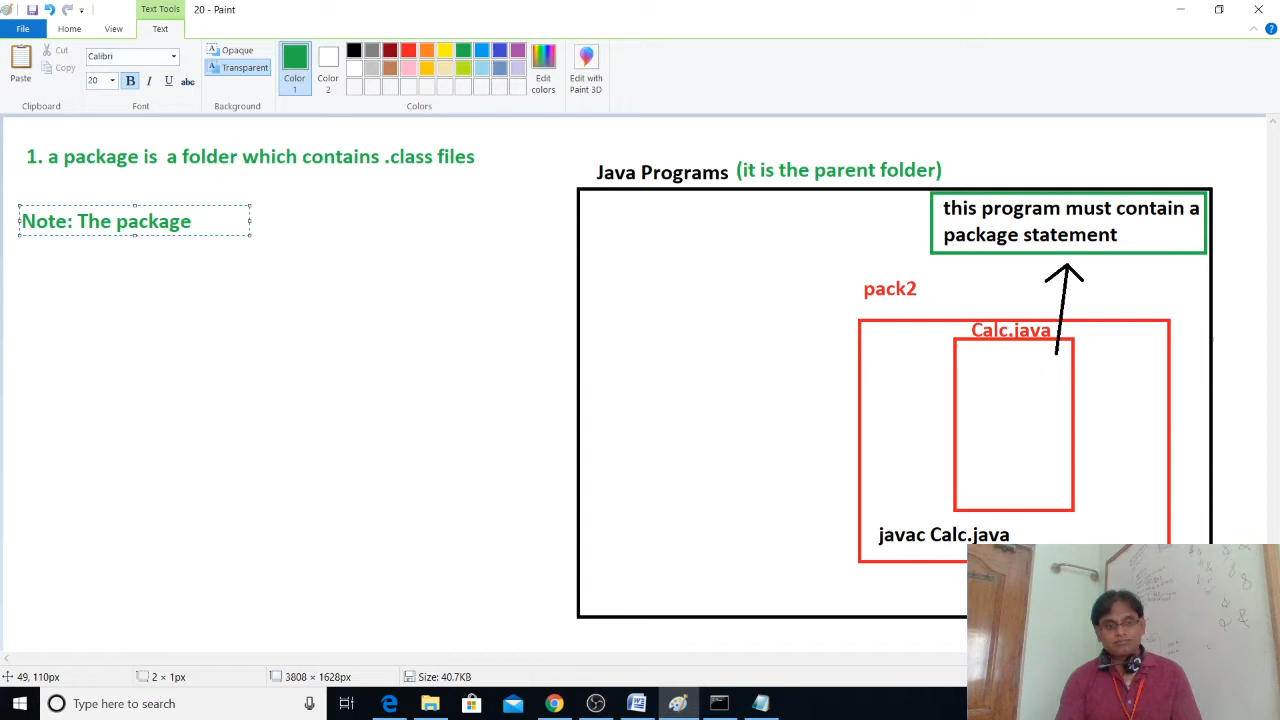 Text Tools
20 - Paint
File
Home
View
Text
Paste
Cut
Copy
Clipboard
Calibri
20
B I U abc
Font
Opaque
Transparent
Background
Color 1
Color 2
Edit colors
Edit with Paint 3D
Colors
1. a package is a folder which contains .class files
Note: The package
Java Programs (it is the parent folder)
this program must contain a
package statement
pack2
Calc.java
javac Calc.java
49, 110px
2 × 1px
3808 × 1628px
Size: 40.7KB
Type here to search